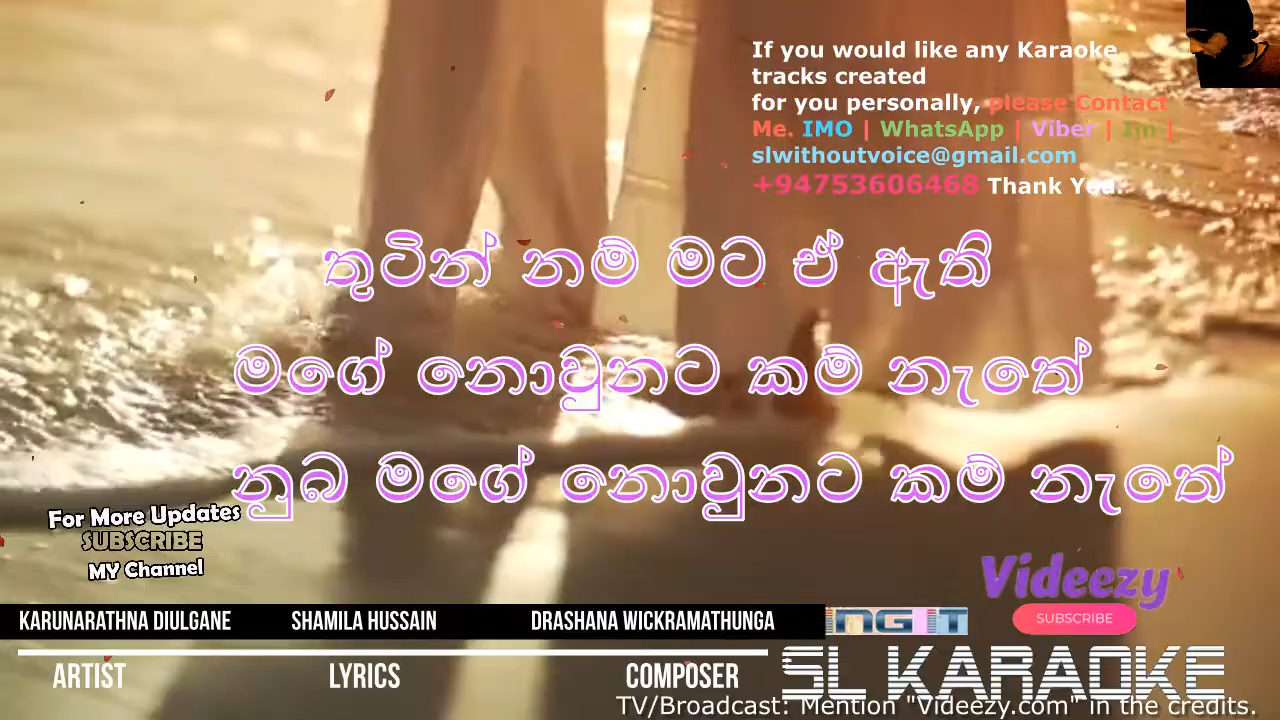 If you would like any Karaoke
tracks created
for you personally, please Contact
Me. IMO | WhatsApp | Viber | Im |
slwithoutvoice@gmail.com
+94753606468 Thank You.
තුටින් නම් මට ඒ ඇති
මගේ නොවුනට කම් නැතේ
නුබ මගේ නොවුනට කම් නැතේ
For More Updates
SUBSCRIBE
MY Channel
Videezy
SUBSCRIBE
KARUNARATHNA DIULGANE SHAMILA HUSSAIN DRASHANA WICKRAMATHUNGA
ARTIST LYRICS COMPOSER
SL KARAOKE
TV/Broadcast: Mention "Videezy.com" in the credits.